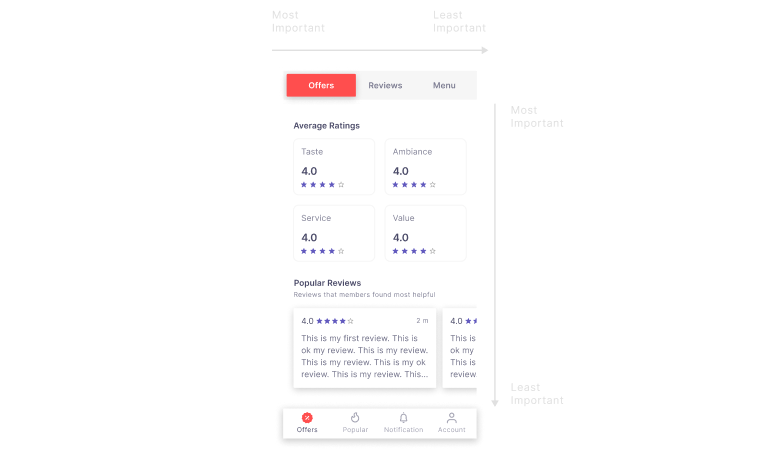 Most
Important
Least
Important
Offers
Reviews
Menu
Most
Important
Average Ratings
Taste
4.0
Ambiance
4.0
Service
4.0
Value
4.0
Popular Reviews
Reviews that members found most helpful
4.0
2 m
This is my first review. This is
ok my review. This is my review.
This is my review. This is my ok
review. This is my review. This...
4.0
This is
ok my
This is
review
Least
Important
Offers
Popular
Notification
Account